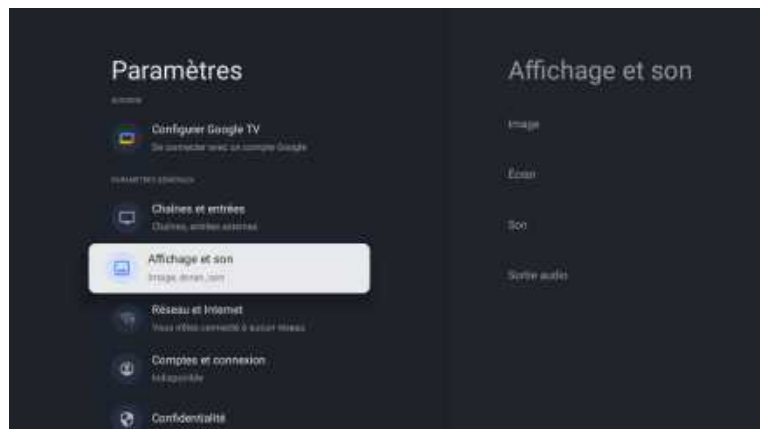 Paramètres
Configurer Google TV
Se connecter avec un compte Google
PARAMÈTRES GÉNÉRAUX
Chaînes et entrées
Chaînes, entrées externes
Affichage et son
Image, écran, son
Réseau et Internet
Vous n'êtes connecté à aucun réseau
Comptes et connexion
Indisponible
Confidentialité
Affichage et son
Image
Écran
Son
Sortie audio